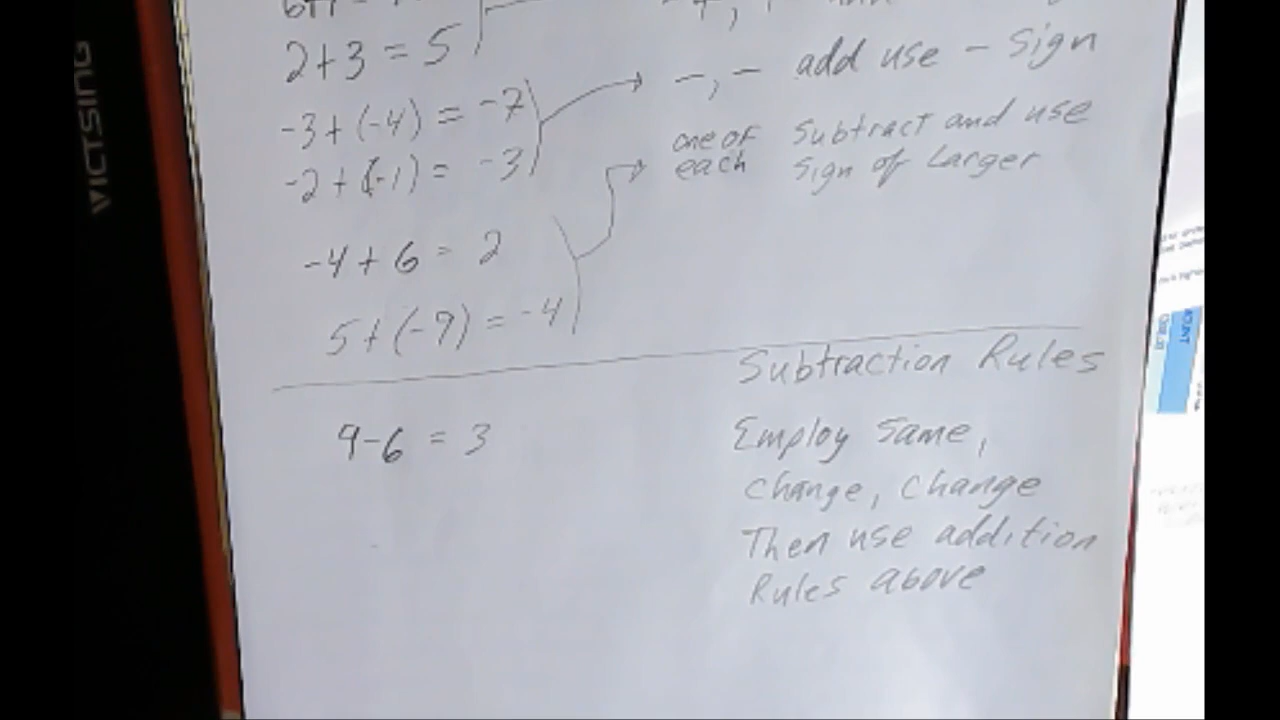 2+3 = 5
-, - add use - Sign
-3+(-4) = -7
-2+(-1) = -3
one of each Subtract and use
Sign of Larger
-4+6 = 2
5+(-9) = -4
Subtraction Rules
9-6 = 3
Employ same,
change, change
Then use addition
Rules above
VICTSING